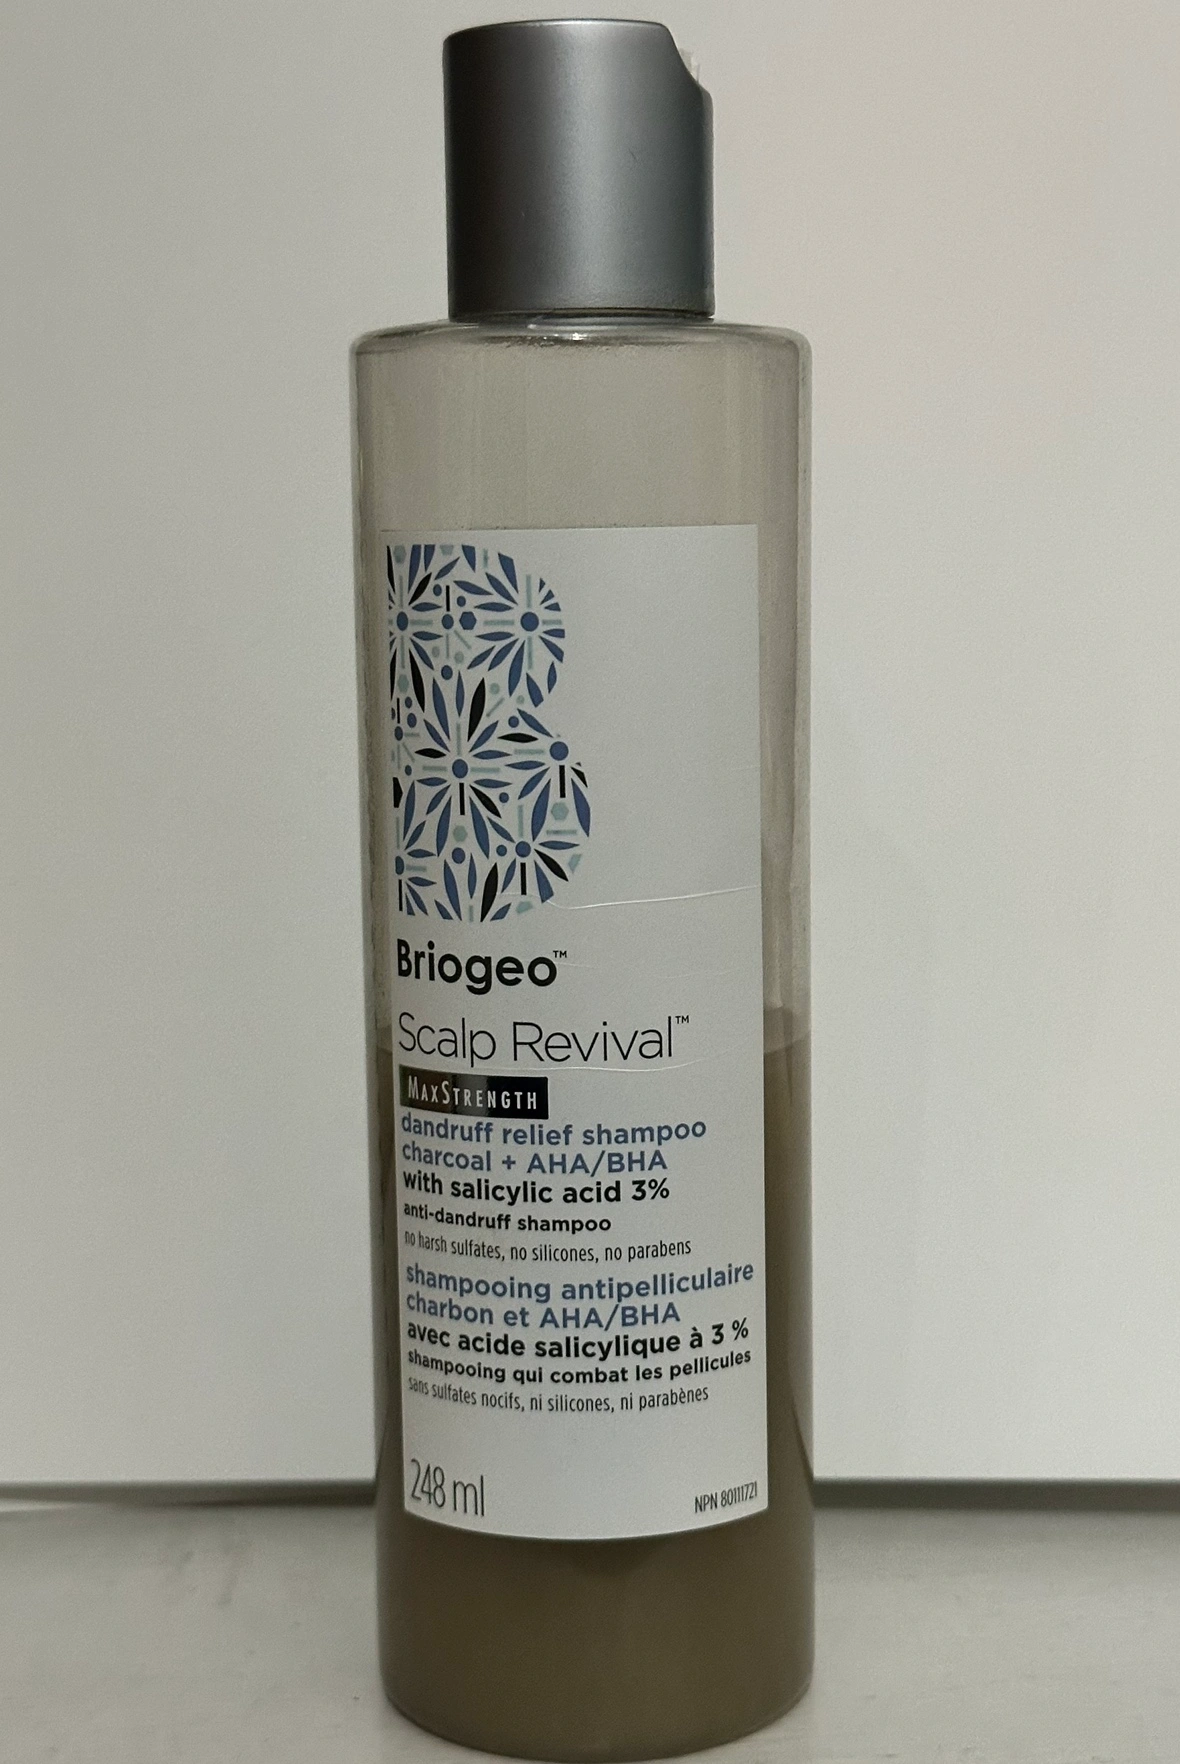 Briogeo™
Scalp Revival™
MAXSTRENGTH
dandruff relief shampoo
charcoal + AHA/BHA
with salicylic acid 3%
anti-dandruff shampoo
no harsh sulfates, no silicones, no parabens
shampooing antipelliculaire
charbon et AHA/BHA
avec acide salicylique à 3 %
shampooing qui combat les pellicules
sans sulfates nocifs, ni silicones, ni parabènes
248 ml
NPN 80111721